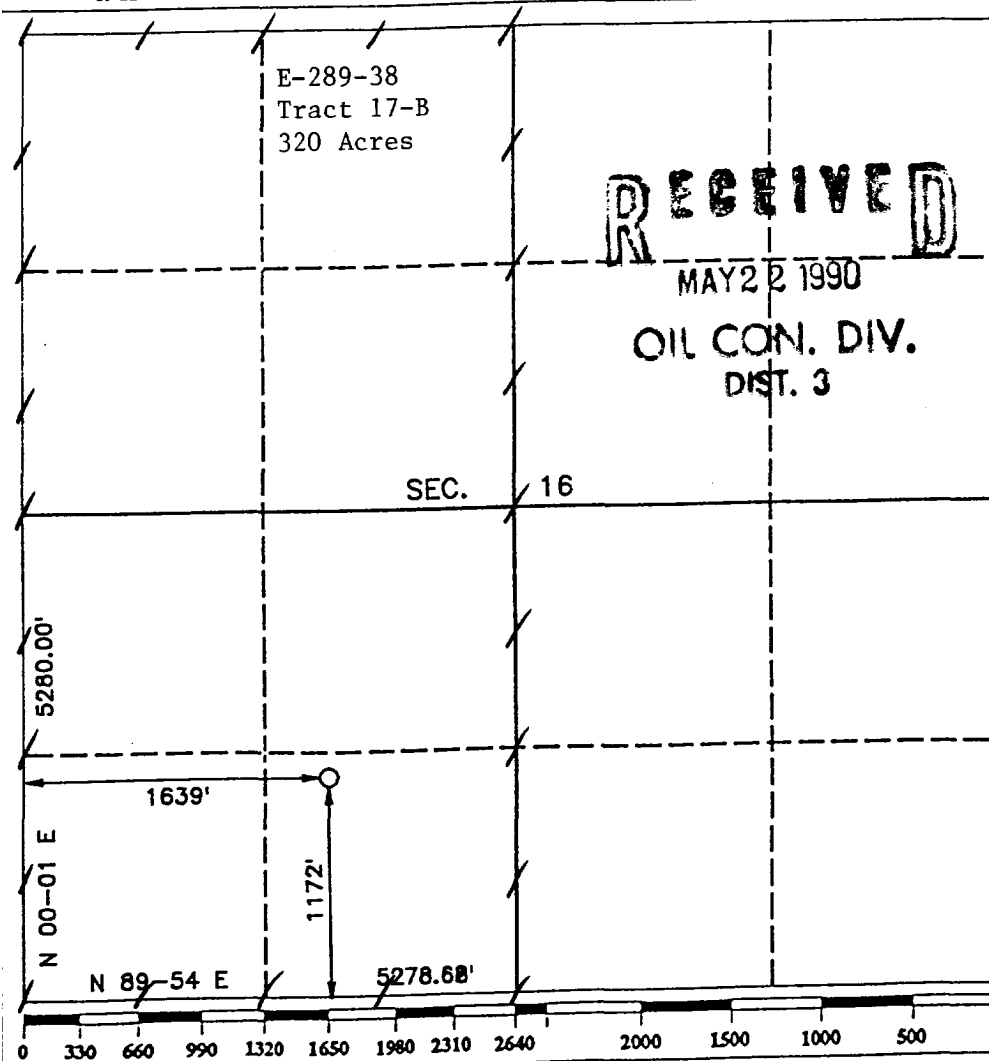 E-289-38
Tract 17-B
320 Acres
RECEIVED
MAY 22 1990
OIL CON. DIV.
DIST. 3
SEC. 16
5280.00'
1639'
1172'
N 00-01 E
N 89-54 E 5278.68'
0 330 660 990 1320 1650 1980 2310 2640 2000 1500 1000 500